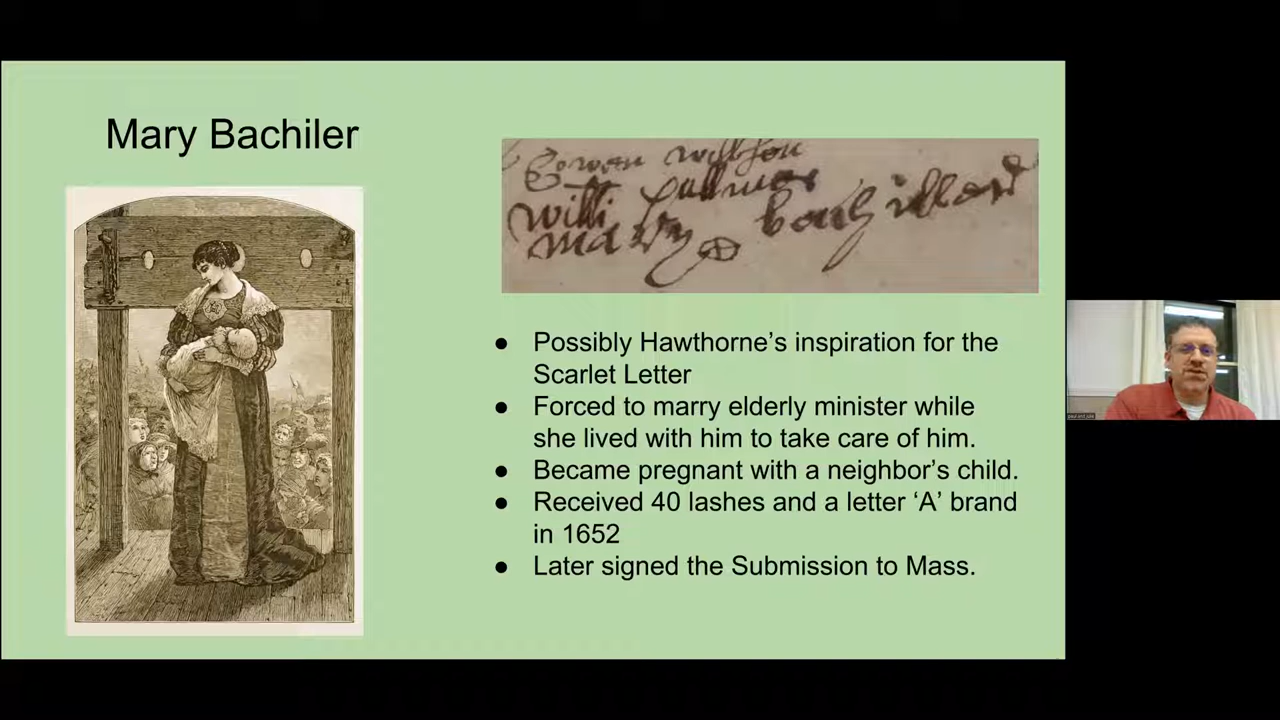 Mary Bachiler
willi
mary
● Possibly Hawthorne’s inspiration for the
Scarlet Letter
● Forced to marry elderly minister while
she lived with him to take care of him.
● Became pregnant with a neighbor’s child.
● Received 40 lashes and a letter ‘A’ brand
in 1652
● Later signed the Submission to Mass.